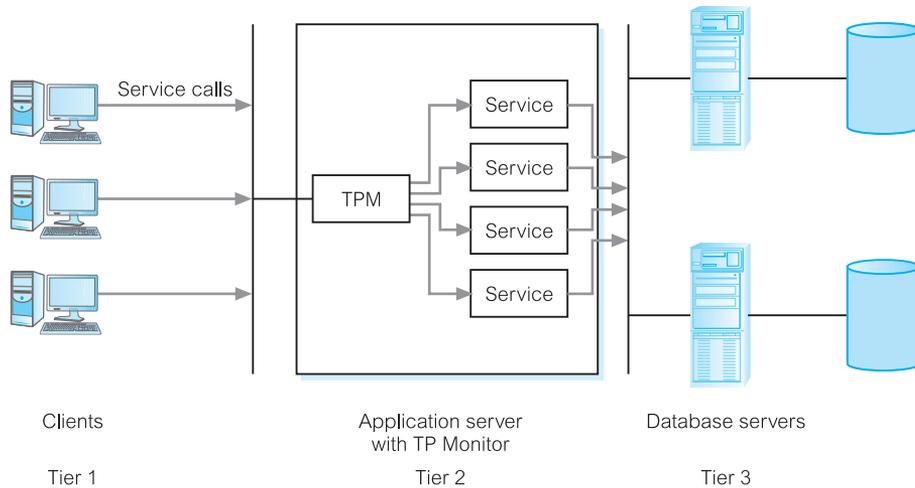 Service calls
TPM
Service
Service
Service
Service
Clients
Application server
with TP Monitor
Database servers
Tier 1
Tier 2
Tier 3